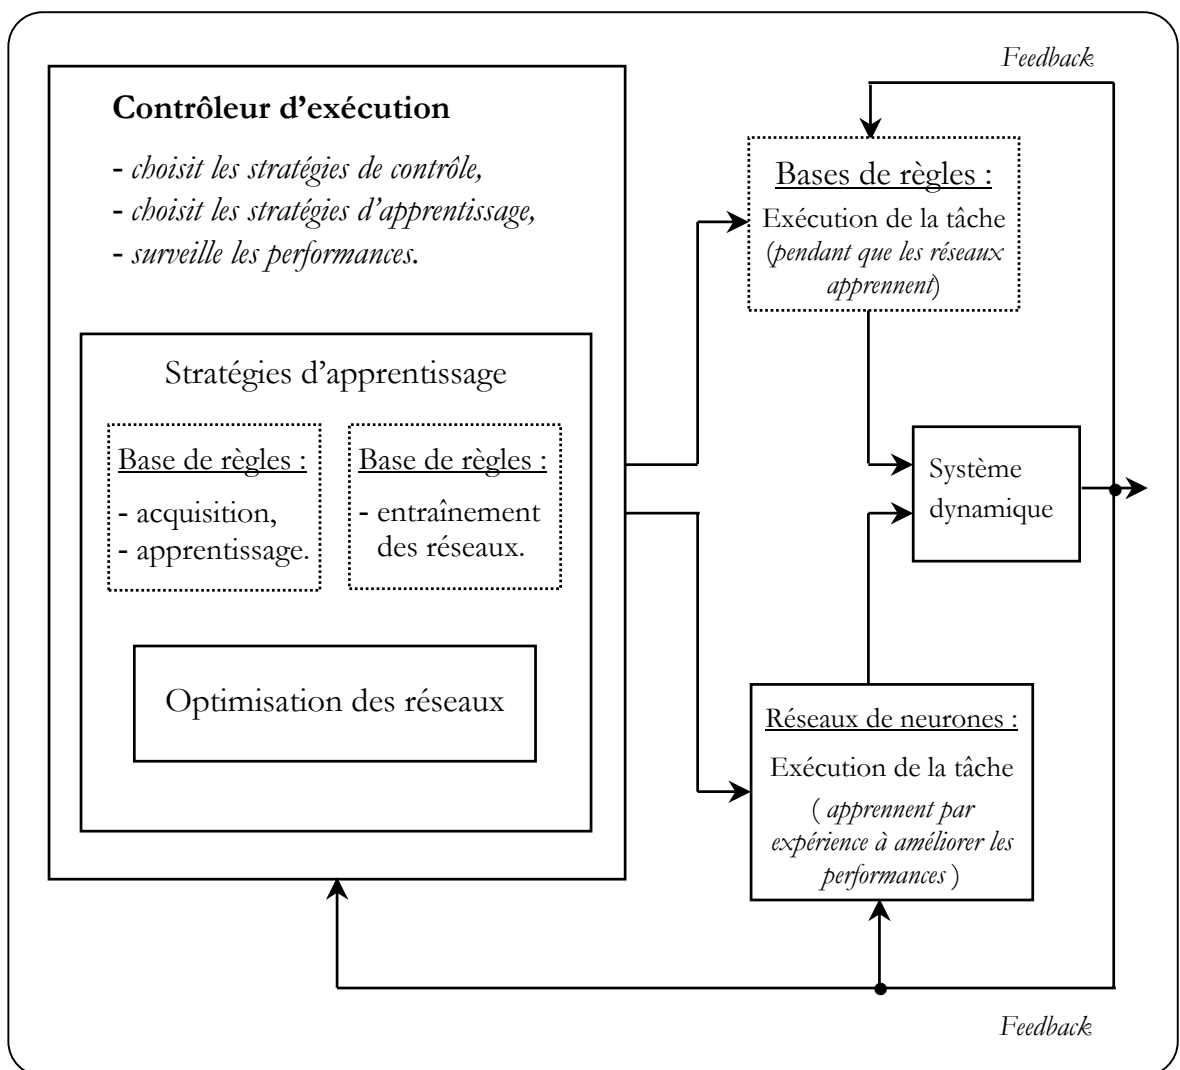 Feedback
Contrôleur d'exécution
- choisit les stratégies de contrôle,
- choisit les stratégies d'apprentissage,
- surveille les performances.
Stratégies d'apprentissage
Base de règles :
- acquisition,
- apprentissage.
Base de règles :
- entraînement
des réseaux.
Optimisation des réseaux
Bases de règles :
Exécution de la tâche
(pendant que les réseaux
apprennent)
Système
dynamique
Réseaux de neurones :
Exécution de la tâche
( apprennent par
expérience à améliorer les
performances )
Feedback